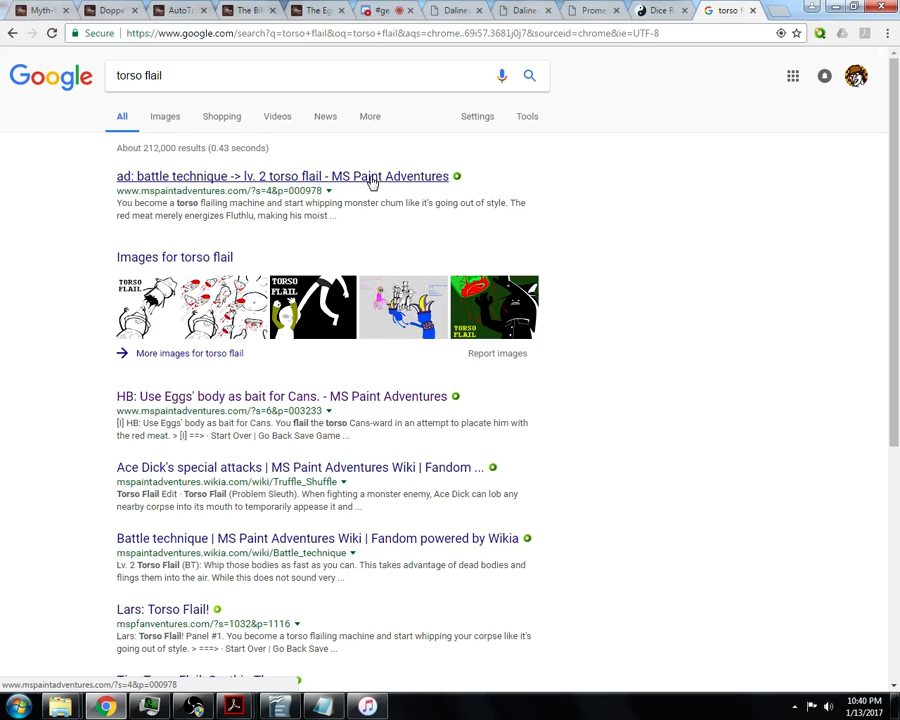 Myth-
Doppe
AutoT
The Bi
The Eg
#ge
Daline
Daline
Prome
Dice R
torso f
Secure
https://www.google.com/search?q=torso+flail&oq=torso+flail&aqs=chrome..69i57.3681j0j7&sourceid=chrome&ie=UTF-8
Google
torso flail
All Images Shopping Videos News More Settings Tools
About 212,000 results (0.43 seconds)
ad: battle technique -> lv. 2 torso flail - MS Paint Adventures
www.mspaintadventures.com/?s=4&p=000978
You become a torso flailing machine and start whipping monster chum like it's going out of style. The
red meat merely energizes Fluthlu, making his moist ...
Images for torso flail
TORSO
FLAIL
TORSO
FLAIL
TORSO
FLAIL
More images for torso flail Report images
HB: Use Eggs' body as bait for Cans. - MS Paint Adventures
www.mspaintadventures.com/?s=6&p=003233
[i] HB: Use Eggs' body as bait for Cans. You flail the torso Cans-ward in an attempt to placate him with
the red meat. > [i] ==> · Start Over | Go Back Save Game ...
Ace Dick's special attacks | MS Paint Adventures Wiki | Fandom ...
mspaintadventures.wikia.com/wiki/Truffle_Shuffle
Torso Flail Edit · Torso Flail (Problem Sleuth). When fighting a monster enemy, Ace Dick can lob any
nearby corpse into its mouth to temporarily appease it and ...
Battle technique | MS Paint Adventures Wiki | Fandom powered by Wikia
mspaintadventures.wikia.com/wiki/Battle_technique
Lv. 2 Torso Flail (BT): Whip those bodies as fast as you can. This takes advantage of dead bodies and
flings them into the air. While this does not sound very ...
Lars: Torso Flail!
mspfanventures.com/?s=1032&p=1116
Lars: Torso Flail! Panel #1. You become a torso flailing machine and start whipping your corpse like it's
going out of style. > ===> · Start Over | Go Back Save ...
www.mspaintadventures.com/?s=4&p=000978
10:40 PM
1/13/2017